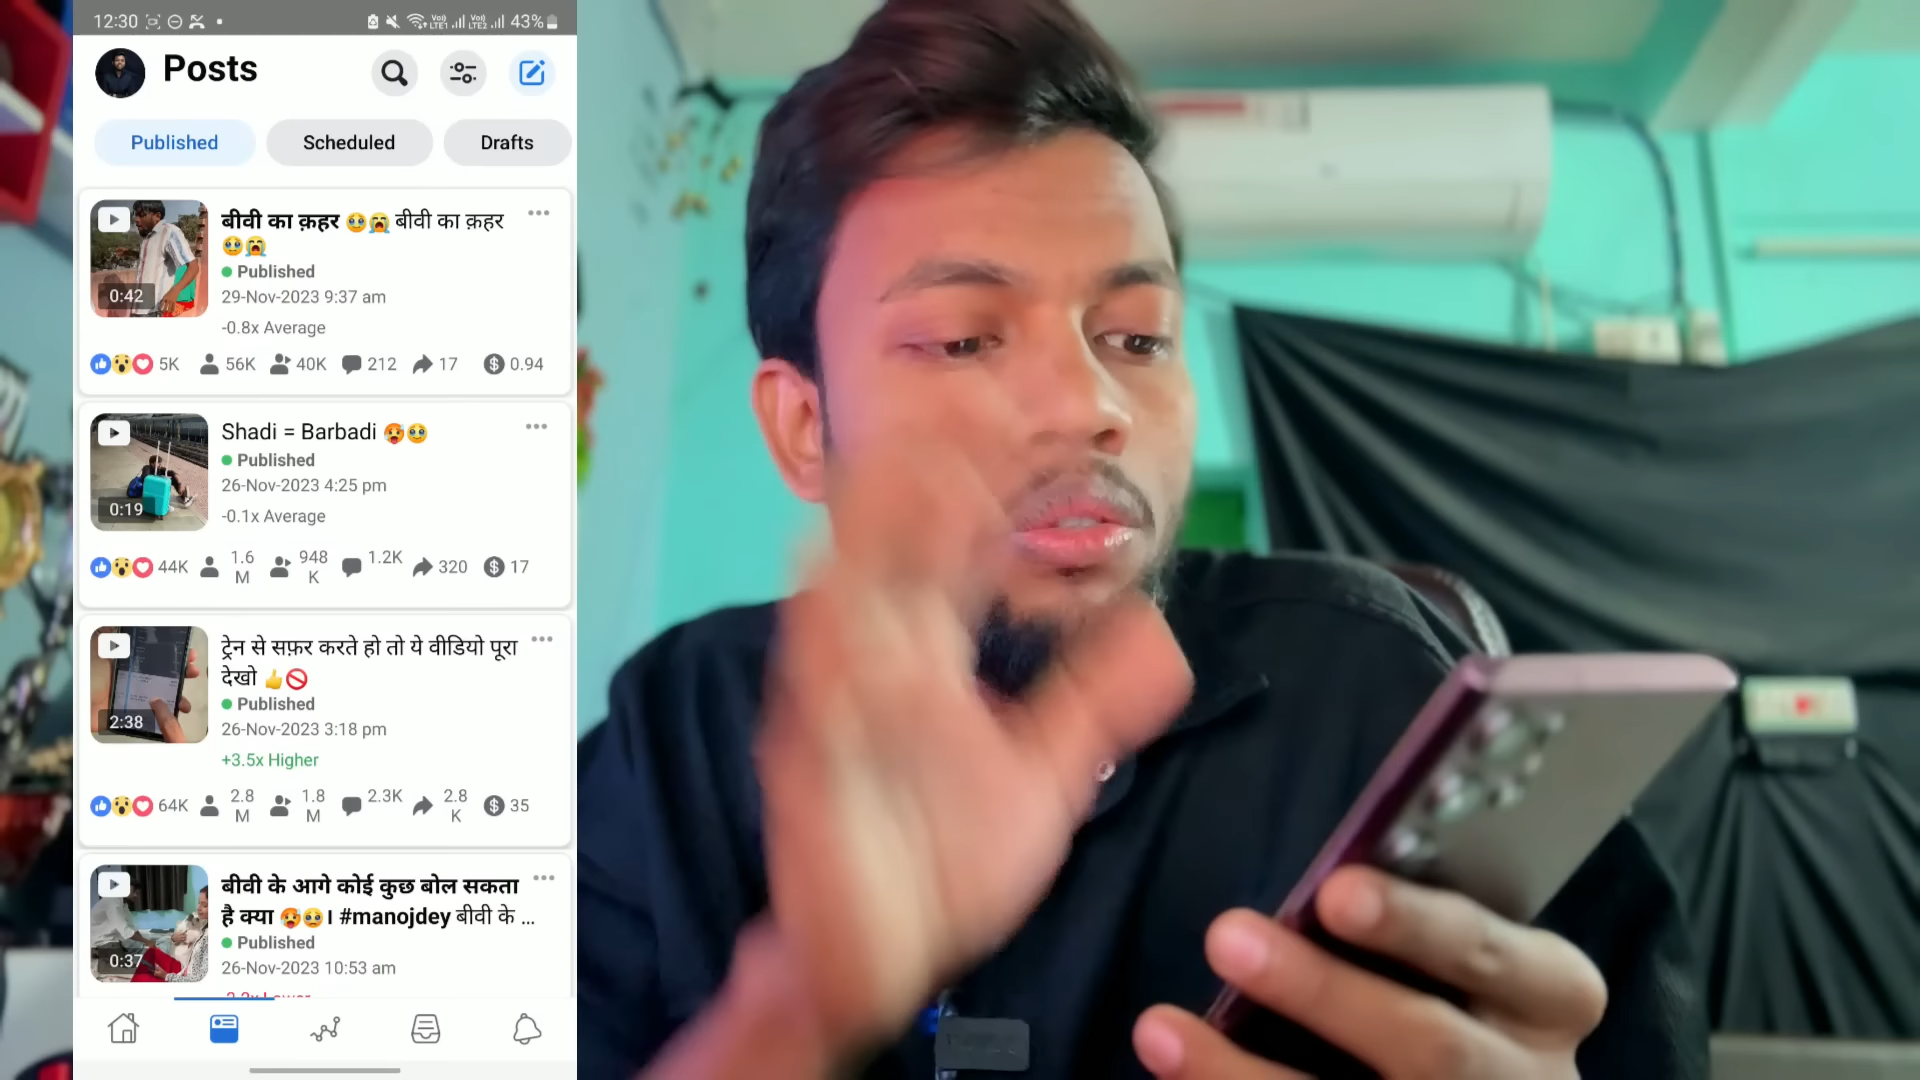 12:30 43%
Posts
Published Scheduled Drafts
बीवी का क़हर 🥹😭 बीवी का क़हर
🥹😭
Published
0:42
29-Nov-2023 9:37 am
-0.8x Average
5K 56K 40K 212 17 $ 0.94
Shadi = Barbadi 🥵🥹
Published
26-Nov-2023 4:25 pm
0:19
-0.1x Average
44K 1.6 M 948 K 1.2K 320 $ 17
ट्रेन से सफ़र करते हो तो ये वीडियो पूरा
देखो 👍🚫
Published
2:38
26-Nov-2023 3:18 pm
+3.5x Higher
64K 2.8 M 1.8 M 2.3K 2.8 K $ 35
बीवी के आगे कोई कुछ बोल सकता
है क्या 🥵🥹। #manojdey बीवी के ...
Published
0:37
26-Nov-2023 10:53 am